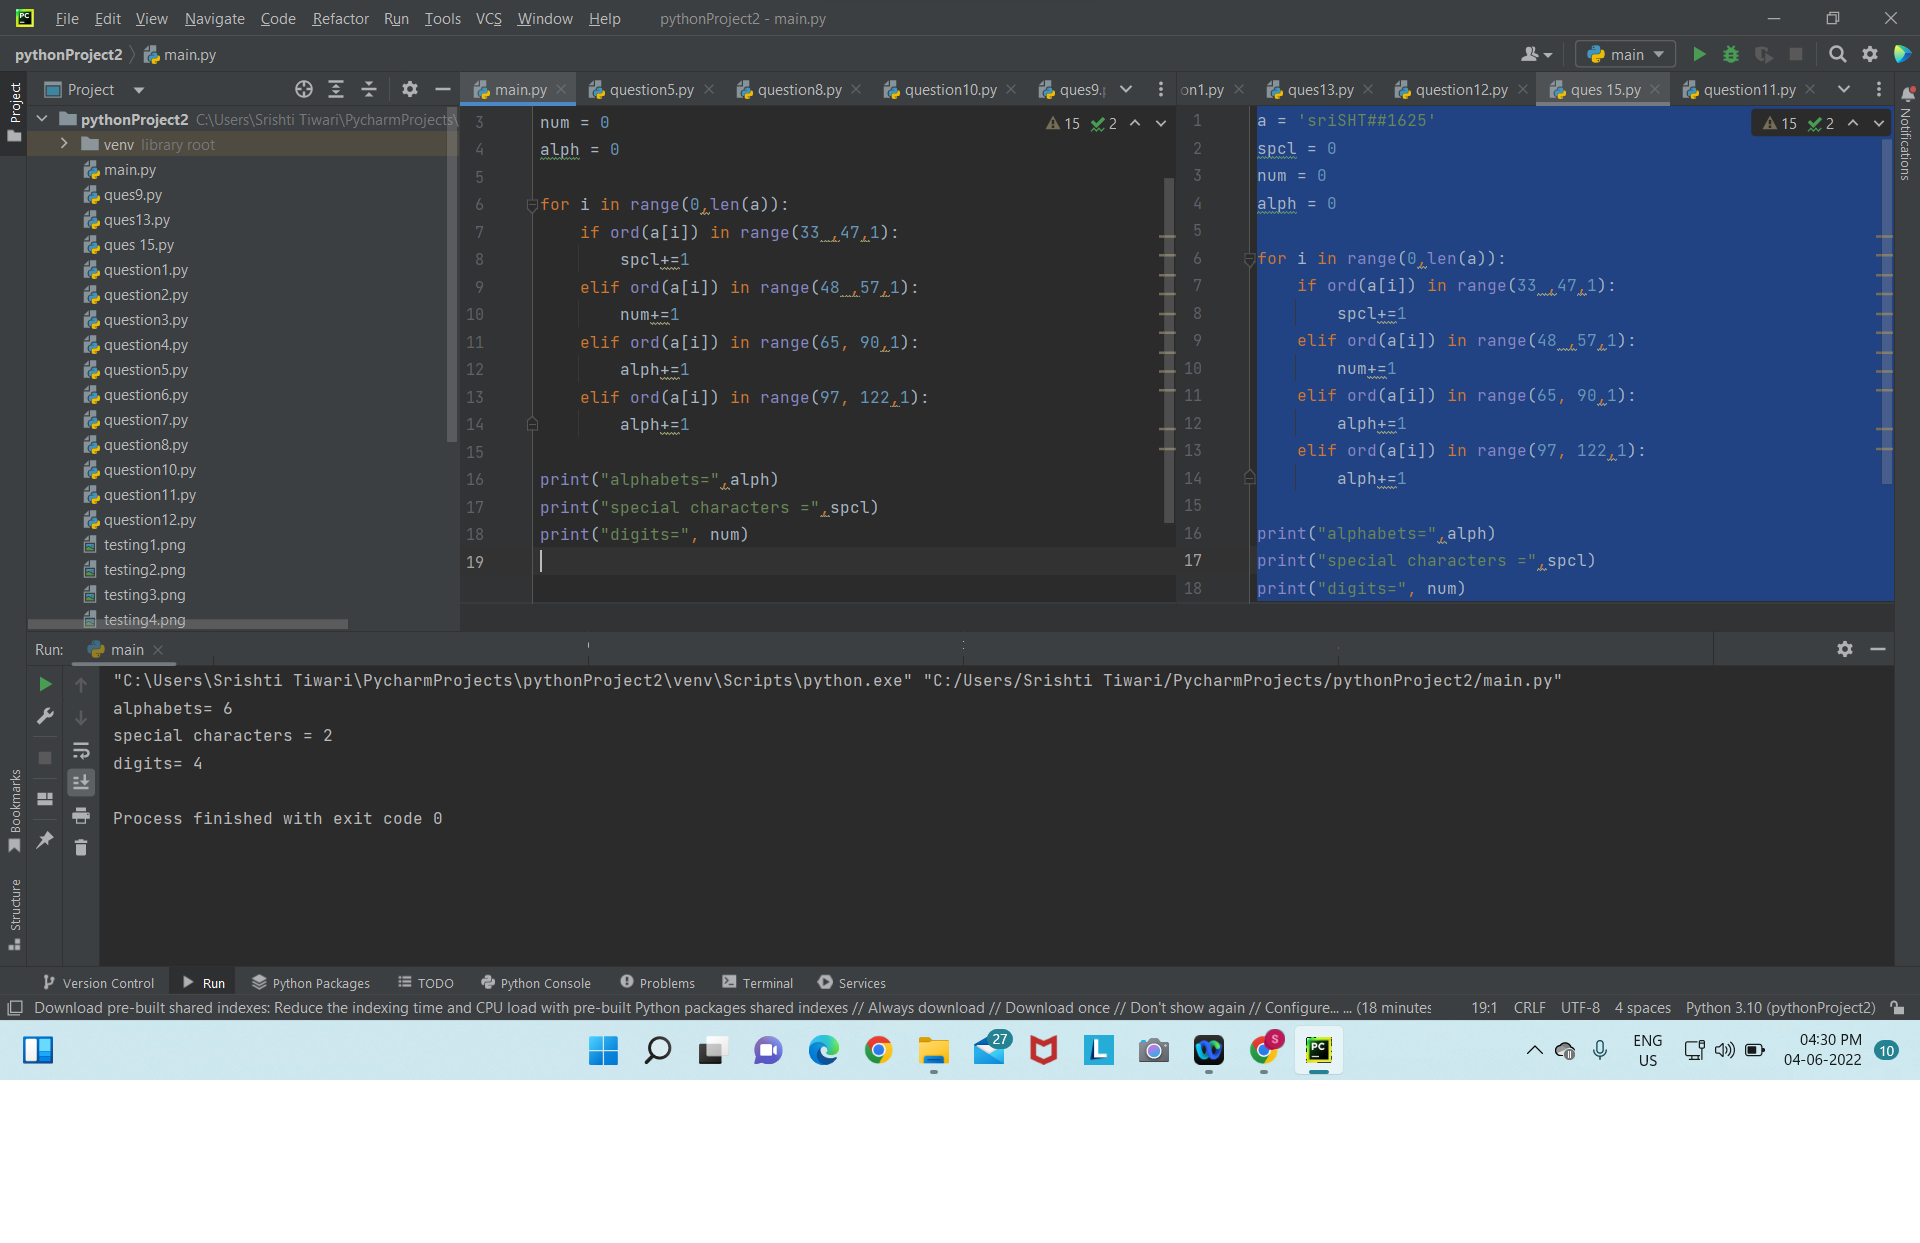 File Edit View Navigate Code Refactor Run Tools VCS Window Help pythonProject2 - main.py
pythonProject2 main.py
main
Project
main.py question5.py question8.py question10.py ques9.p
on1.py ques13.py question12.py ques 15.py question11.py
Project
Notifications
pythonProject2 C:\Users\Srishti Tiwari\PycharmProjects\
venv library root
main.py
ques9.py
ques13.py
ques 15.py
question1.py
question2.py
question3.py
question4.py
question5.py
question6.py
question7.py
question8.py
question10.py
question11.py
question12.py
testing1.png
testing2.png
testing3.png
testing4.png
15 2
3 num = 0
4 alph = 0
5
6 for i in range(0,len(a)):
7 if ord(a[i]) in range(33 ,47,1):
8 spcl+=1
9 elif ord(a[i]) in range(48 ,57,1):
10 num+=1
11 elif ord(a[i]) in range(65, 90,1):
12 alph+=1
13 elif ord(a[i]) in range(97, 122,1):
14 alph+=1
15
16 print("alphabets=",alph)
17 print("special characters =",spcl)
18 print("digits=", num)
19
15 2
1 a = 'sriSHT##1625'
2 spcl = 0
3 num = 0
4 alph = 0
5
6 for i in range(0,len(a)):
7 if ord(a[i]) in range(33 ,47,1):
8 spcl+=1
9 elif ord(a[i]) in range(48 ,57,1):
10 num+=1
11 elif ord(a[i]) in range(65, 90,1):
12 alph+=1
13 elif ord(a[i]) in range(97, 122,1):
14 alph+=1
15
16 print("alphabets=",alph)
17 print("special characters =",spcl)
18 print("digits=", num)
Run: main
"C:\Users\Srishti Tiwari\PycharmProjects\pythonProject2\venv\Scripts\python.exe" "C:/Users/Srishti Tiwari/PycharmProjects/pythonProject2/main.py"
alphabets= 6
special characters = 2
digits= 4
Process finished with exit code 0
Bookmarks
Structure
Version Control Run Python Packages TODO Python Console Problems Terminal Services
Download pre-built shared indexes: Reduce the indexing time and CPU load with pre-built Python packages shared indexes // Always download // Download once // Don't show again // Configure... ... (18 minutes 19:1 CRLF UTF-8 4 spaces Python 3.10 (pythonProject2)
27
S
PC
L
ENG
US
04:30 PM
04-06-2022
10